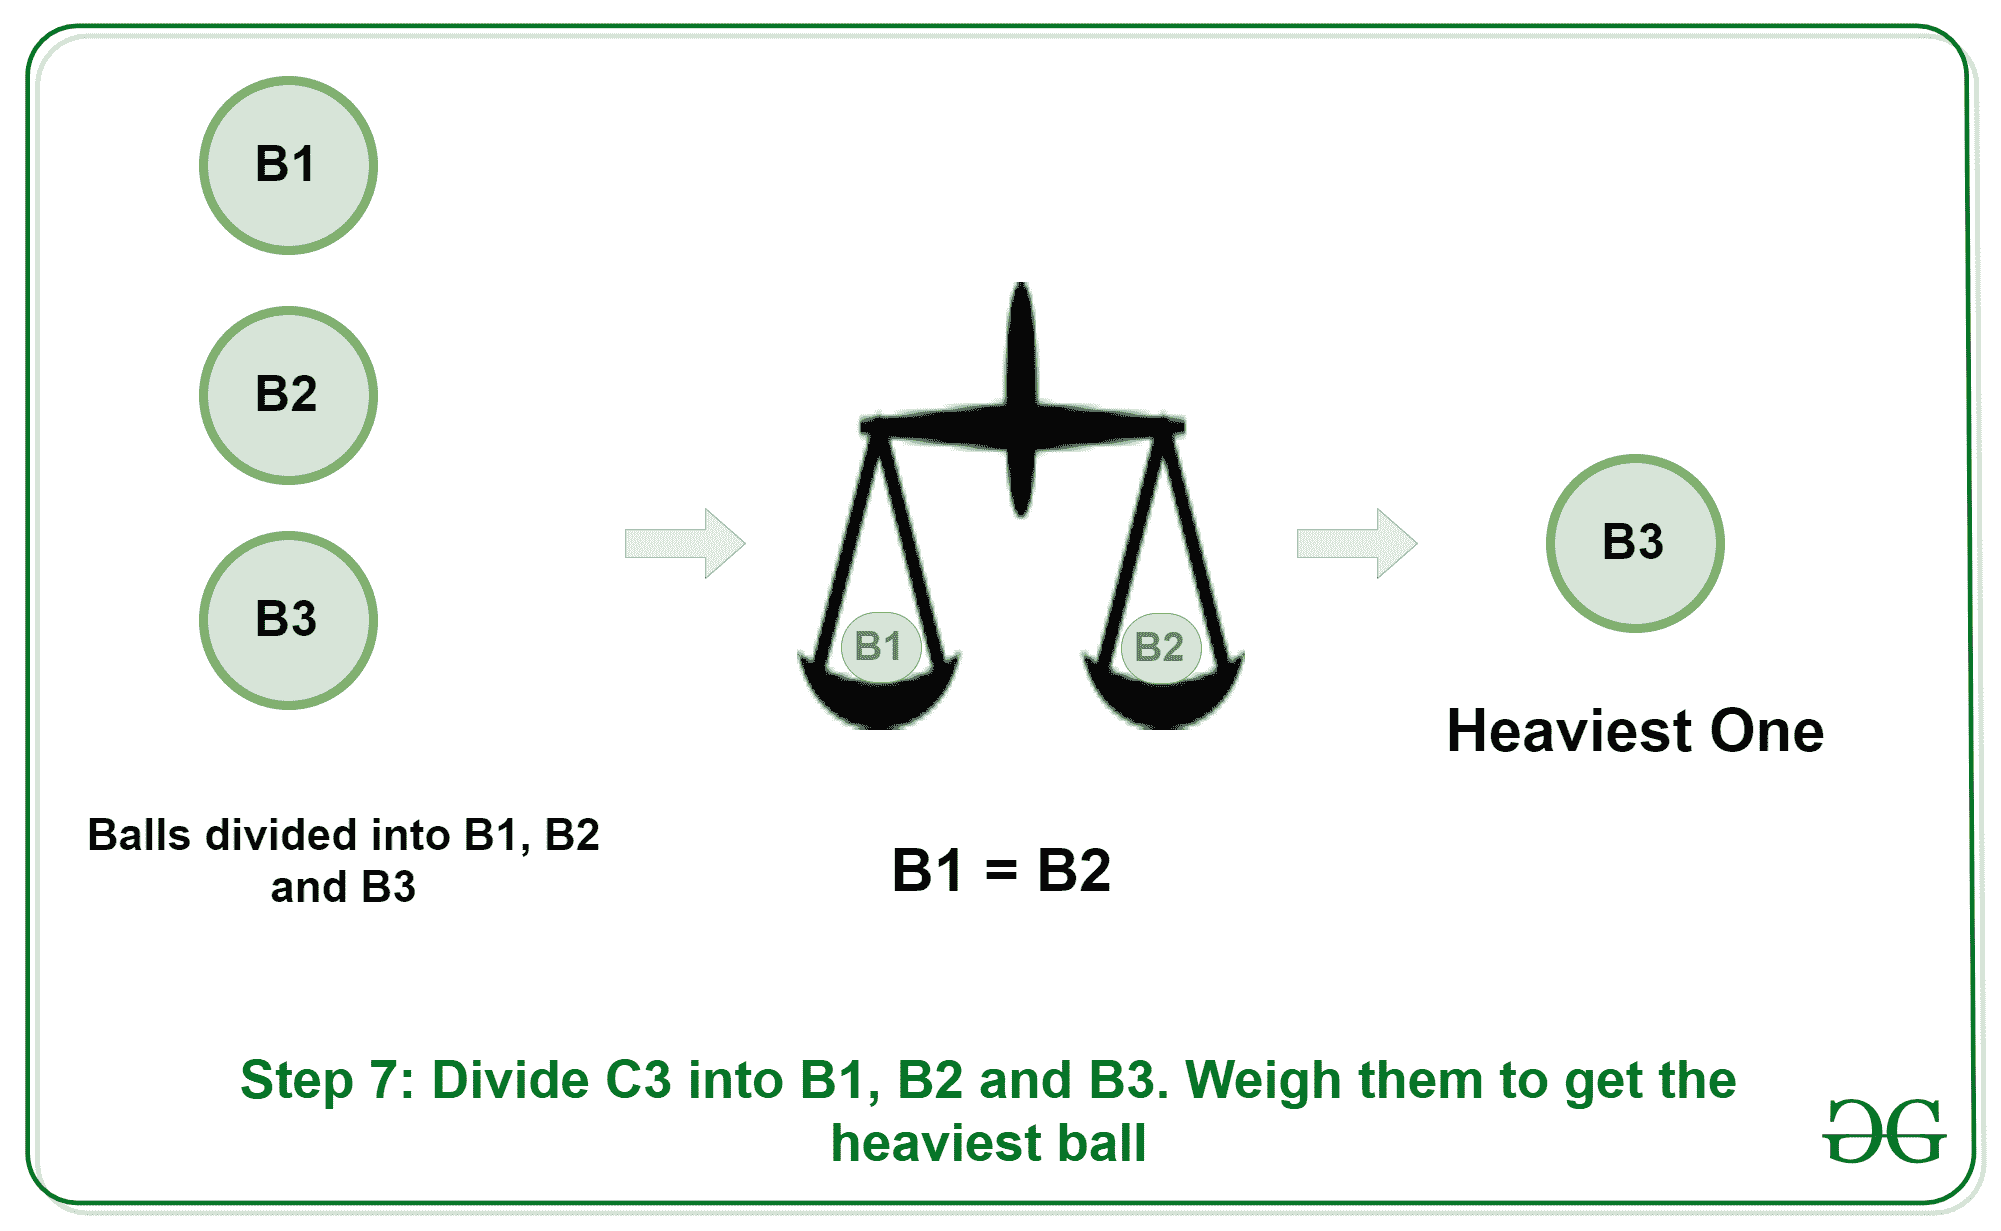 B1
B2
B3
B1
B2
B3
Heaviest One
Balls divided into B1, B2
and B3
B1 = B2
Step 7: Divide C3 into B1, B2 and B3. Weigh them to get the
heaviest ball